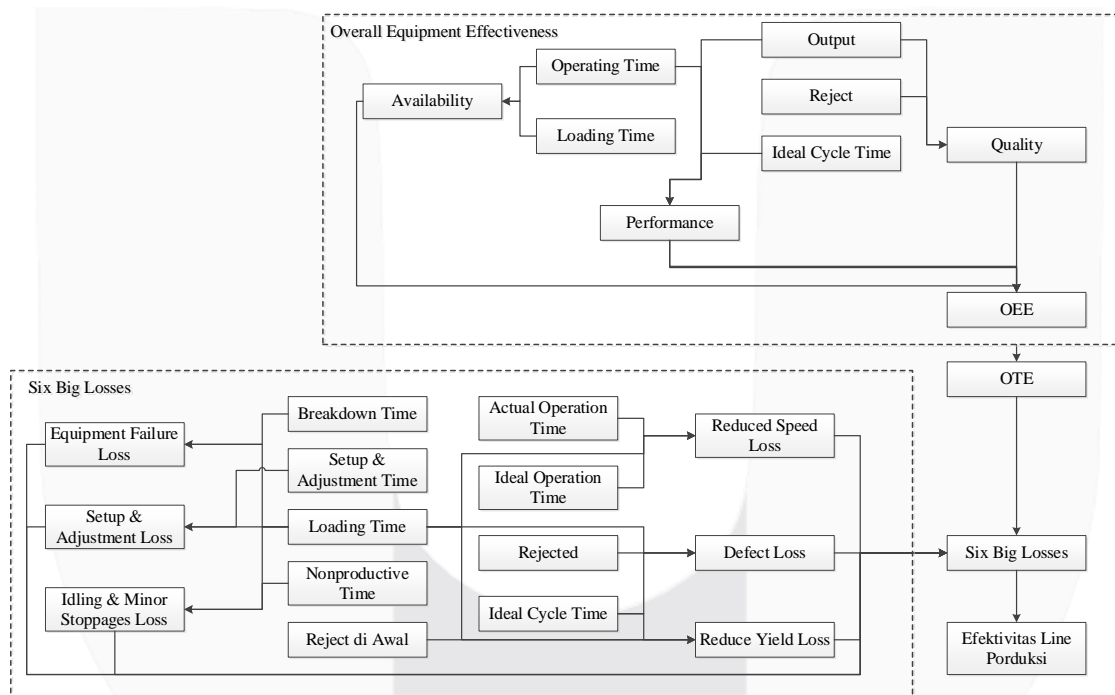 Overall Equipment Effectiveness
Output
Operating Time
Availability
Reject
Loading Time
Ideal Cycle Time
Quality
Performance
OEE
OTE
Six Big Losses
Breakdown Time
Equipment Failure
Loss
Setup &
Adjustment Time
Setup &
Adjustment Loss
Loading Time
Nonproductive
Time
Idling & Minor
Stoppages Loss
Reject di Awal
Actual Operation
Time
Ideal Operation
Time
Rejected
Ideal Cycle Time
Reduced Speed
Loss
Defect Loss
Reduce Yield Loss
Six Big Losses
Efektivitas Line
Porduksi